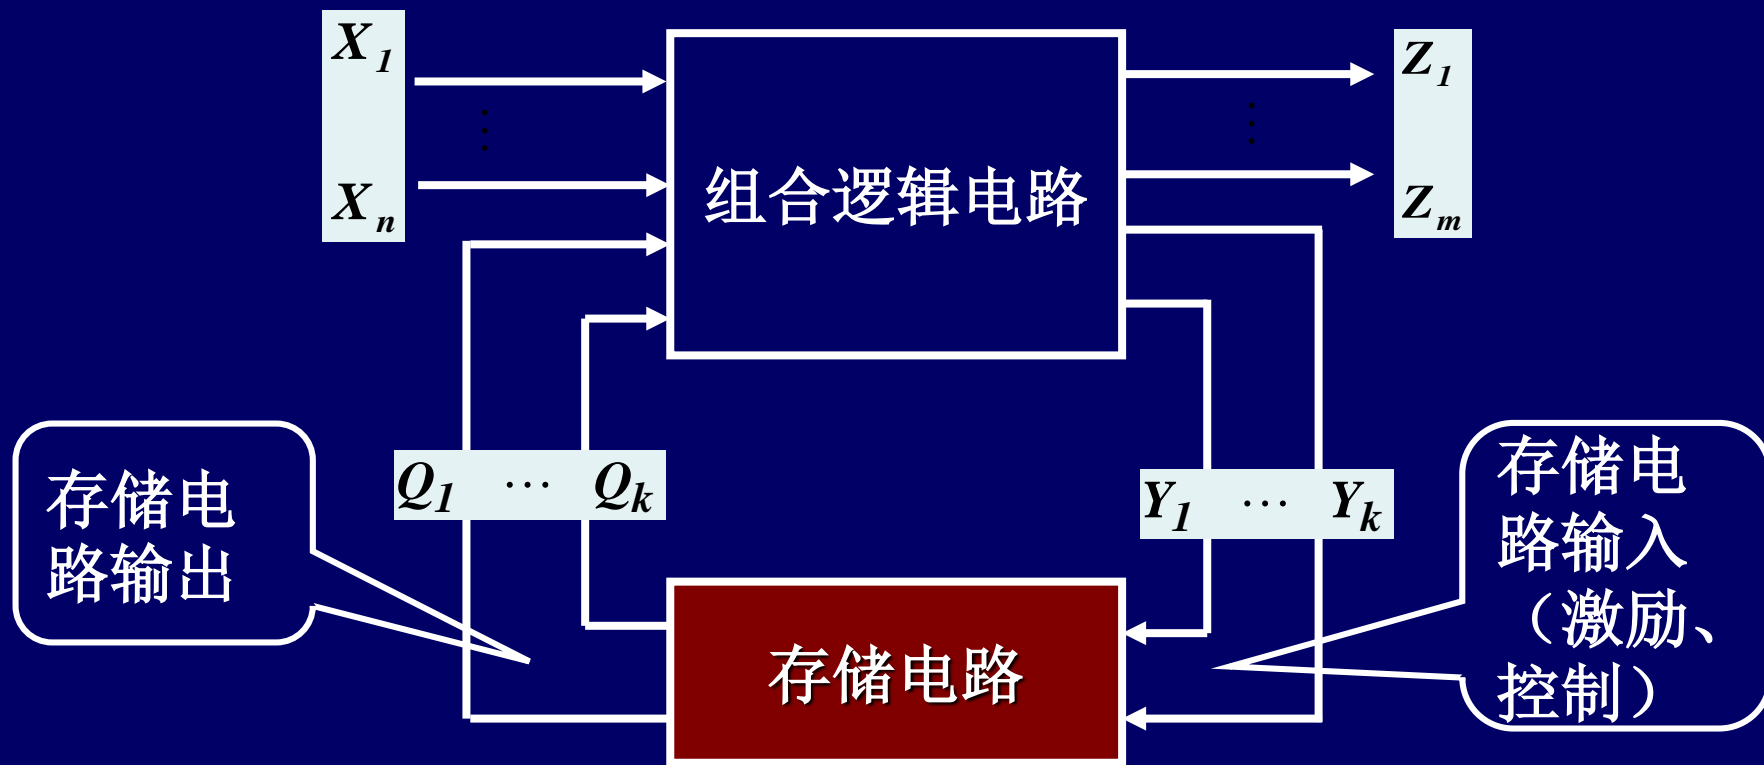 X1
⋮
Xn
组合逻辑电路
Z1
⋮
Zm
存储电
路输出
Q1 … Qk
Y1 … Yk
存储电
路输入
（激励、
控制）
存储电路